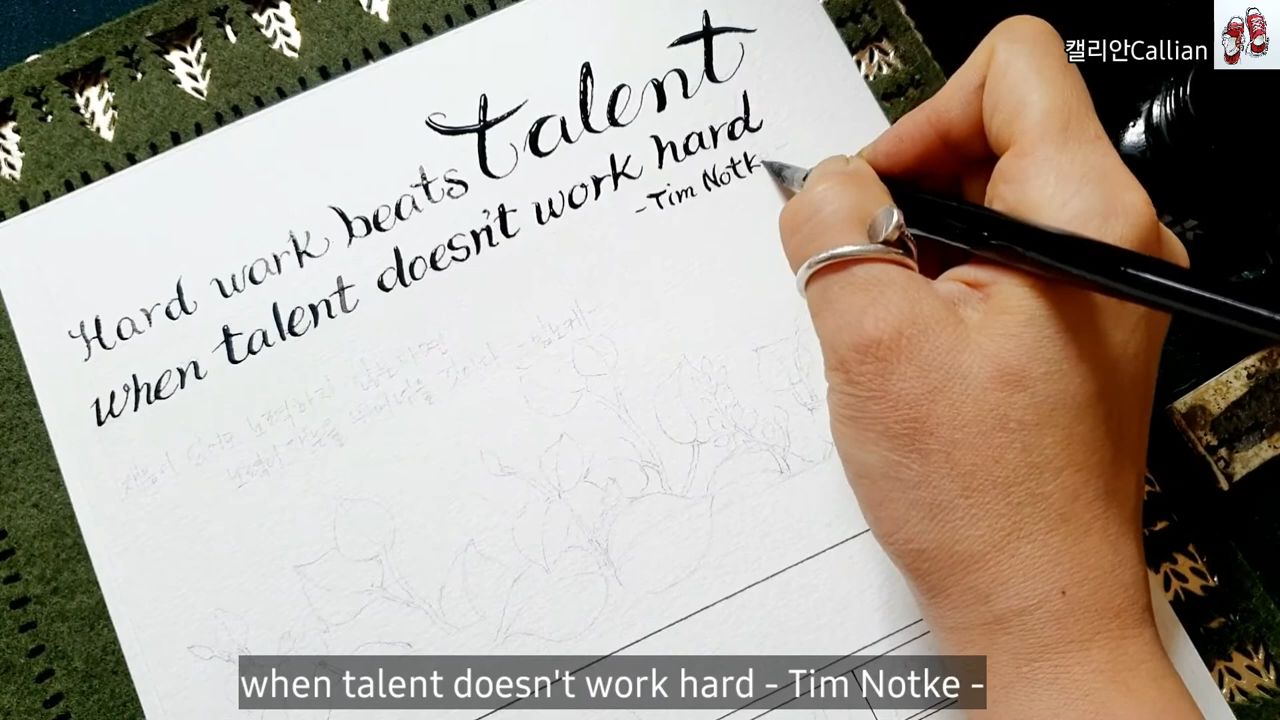 캘리안Callian
Hard work beats talent
when talent doesn't work hard
-Tim Notk
when talent doesn't work hard - Tim Notke -